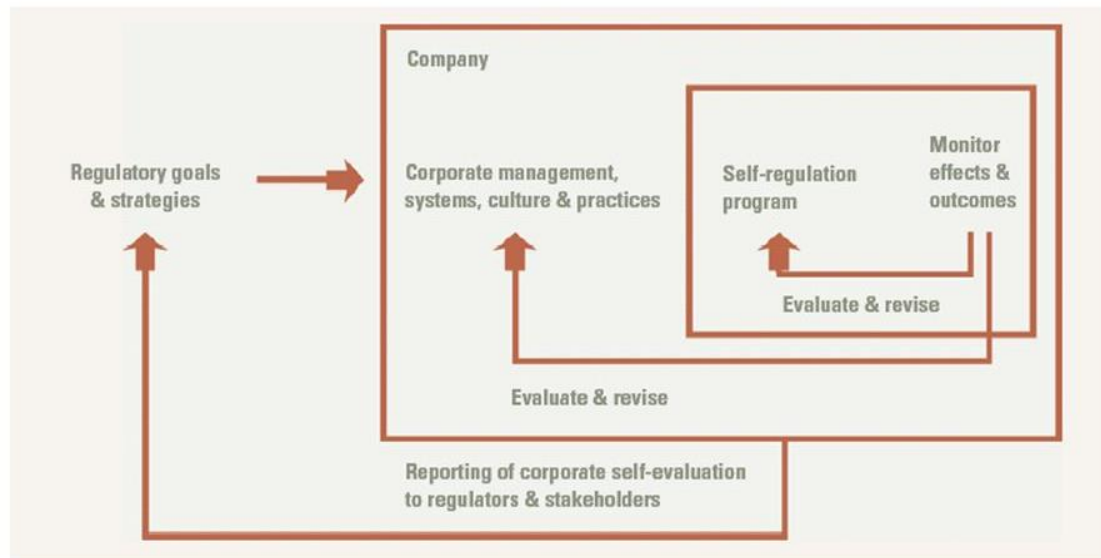 Company
Regulatory goals
& strategies
Corporate management,
systems, culture & practices
Self-regulation
program
Monitor
effects &
outcomes
Evaluate & revise
Evaluate & revise
Reporting of corporate self-evaluation
to regulators & stakeholders